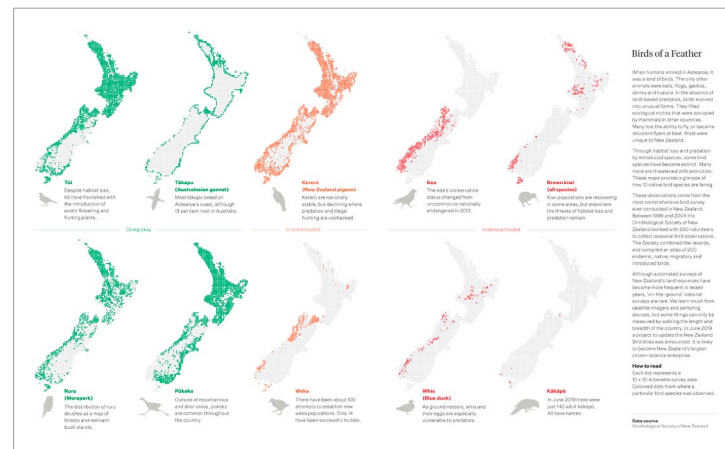 Birds of a Feather
When humans arrived in Aotearoa, it
was a land of birds. The only other
animals were bats, frogs, geckos,
skinks and tuatara. In the absence of
land-based predators, birds evolved
into unusual forms. They filled
ecological niches that were occupied
by mammals in other countries.
Many lost the ability to fly, or became
reluctant flyers at best. Most were
unique to New Zealand.
Through habitat loss and predation
by introduced species, some bird
species have become extinct. Many
more are threatened with extinction.
These maps provide a glimpse of
how 10 native bird species are faring.
These observations come from the
most comprehensive bird survey
ever conducted in New Zealand.
Between 1999 and 2004 the
Ornithological Society of New
Zealand worked with 850 volunteers
to collect seasonal bird observations.
The Society combined the records,
and compiled an atlas of 200
endemic, native, migratory and
introduced birds.
Although automated surveys of
New Zealand's land resources have
become more frequent in recent
years, 'on-the-ground' national
surveys are rare. We learn much from
satellite imagery and sampling
devices, but some things can only be
measured by walking the length and
breadth of the country. In June 2019
a project to update the New Zealand
Bird Atlas was announced. It is likely
to become New Zealand's largest
citizen-science enterprise.
How to read
Each dot represents a
10 x 10-kilometre survey area.
Coloured dots mark where a
particular bird species was observed.
Data source
Ornithological Society of New Zealand
Tūī
Despite habitat loss,
tūī have flourished with
the introduction of
exotic flowering and
fruiting plants.
Tākapu
(Australasian gannet)
Most tākapu breed on
Aotearoa's coast, although
13 per cent nest in Australia.
Kererū
(New Zealand pigeon)
Kererū are nationally
stable, but declining where
predation and illegal
hunting are unchecked.
Kea
The kea's conservation
status changed from
uncommon to nationally
endangered in 2013.
Brown kiwi
(all species)
Kiwi populations are recovering
in some areas, but elsewhere
the threats of habitat loss and
predation remain.
Doing okay
In some trouble
In serious trouble
Ruru
(Morepork)
The distribution of ruru
doubles as a map of
forests and remnant
bush stands.
Pūkeko
Outside of mountainous
and drier areas, pūkeko
are common throughout
the country.
Weka
There have been about 100
attempts to establish new
weka populations. Only 14
have been successful to date.
Whio
(Blue duck)
As ground nesters, whio and
their eggs are especially
vulnerable to predators.
Kākāpō
In June 2019 there were
just 142 adult kākāpō.
All have names.